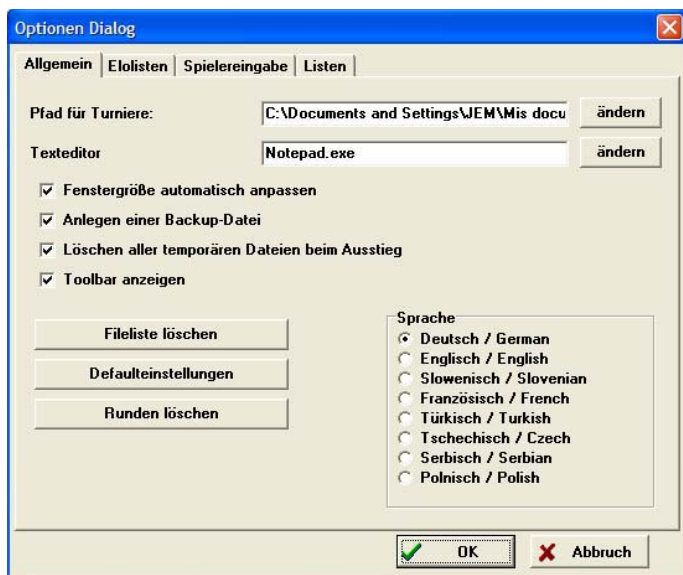 Optionen Dialog
Allgemein Elolisten Spielereingabe Listen
Pfad für Turniere: C:\Documents and Settings\JEM\Mis docu ändern
Texteditor Notepad.exe ändern
Fenstergröße automatisch anpassen
Anlegen einer Backup-Datei
Löschen aller temporären Dateien beim Ausstieg
Toolbar anzeigen
Fileliste löschen
Defaulteinstellungen
Runden löschen
Sprache
Deutsch / German
Englisch / English
Slowenisch / Slovenian
Französisch / French
Türkisch / Turkish
Tschechisch / Czech
Serbisch / Serbian
Polnisch / Polish
OK Abbruch